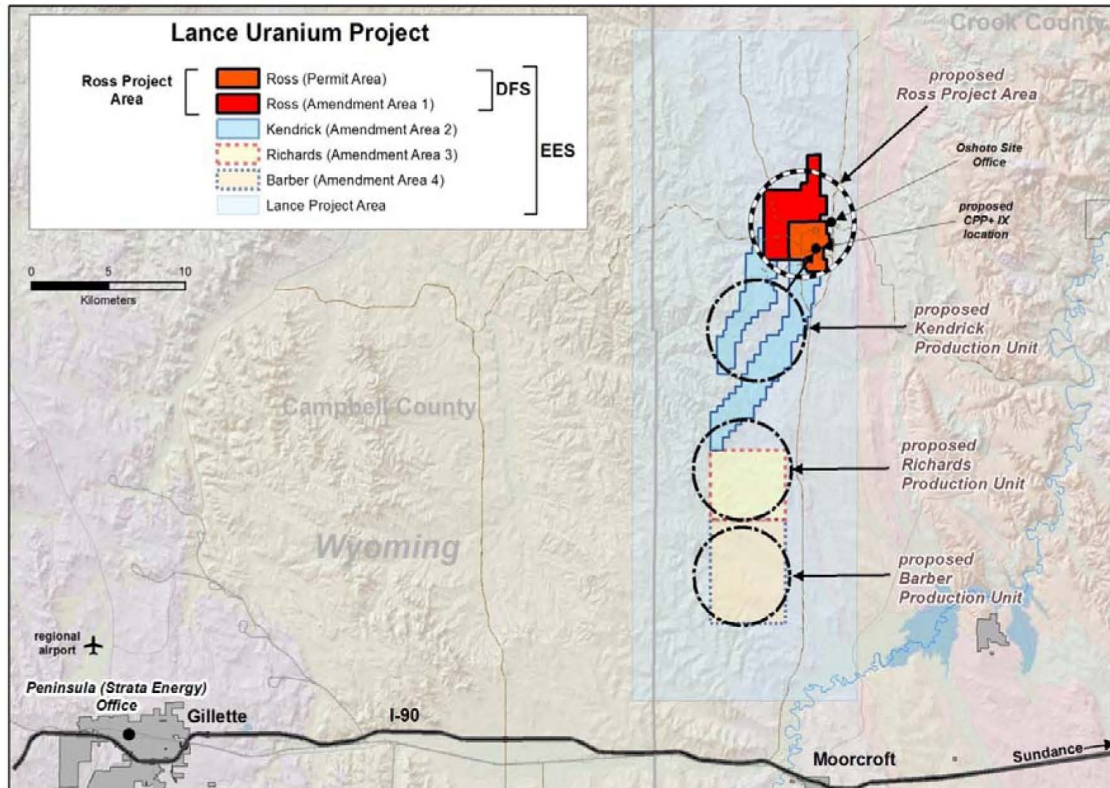 Lance Uranium Project
Ross Project
Area
Ross (Permit Area)
Ross (Amendment Area 1)
DFS
Kendrick (Amendment Area 2)
Richards (Amendment Area 3)
Barber (Amendment Area 4)
Lance Project Area
EES
0 5 10
Kilometers
Crook County
proposed
Ross Project Area
Oshoto Site
Office
proposed
CPP+ IX
location
proposed
Kendrick
Production Unit
Campbell County
proposed
Richards
Production Unit
Wyoming
proposed
Barber
Production Unit
regional
airport
Peninsula (Strata Energy)
Office
Gillette
I-90
Moorcroft
Sundance